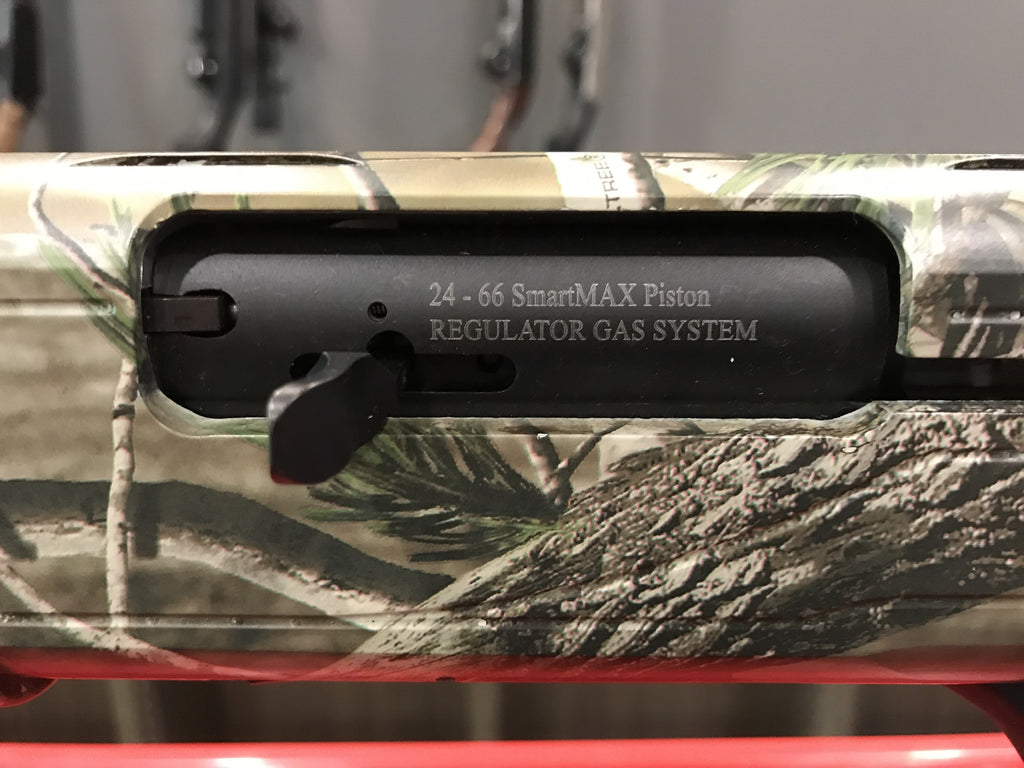 24 - 66 SmartMAX Piston
REGULATOR GAS SYSTEM